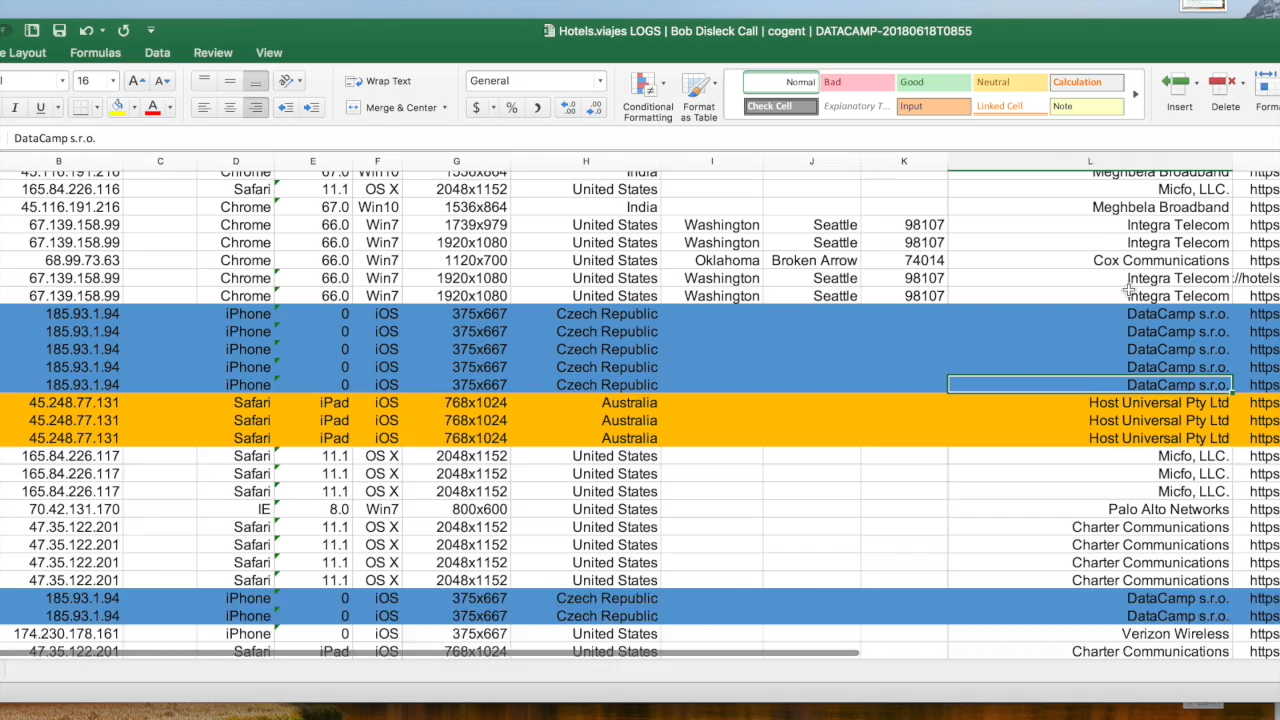 Hotels.viajes LOGS | Bob Disleck Call | cogent | DATACAMP-20180618T0855
e Layout Formulas Data Review View
16 A A Wrap Text General Normal Bad Good Neutral Calculation
I U A Merge & Center $ % Conditional Formatting Format as Table Check Cell Explanatory T... Input Linked Cell Note Insert Delete Form
DataCamp s.r.o.
B C D E F G H I J K L
45.116.191.216 Chrome 67.0 Win10 1536x864 India Meghbela Broadband https
165.84.226.116 Safari 11.1 OS X 2048x1152 United States Micfo, LLC. https
45.116.191.216 Chrome 67.0 Win10 1536x864 India Meghbela Broadband https
67.139.158.99 Chrome 66.0 Win7 1739x979 United States Washington Seattle 98107 Integra Telecom https
67.139.158.99 Chrome 66.0 Win7 1920x1080 United States Washington Seattle 98107 Integra Telecom https
68.99.73.63 Chrome 66.0 Win7 1120x700 United States Oklahoma Broken Arrow 74014 Cox Communications https
67.139.158.99 Chrome 66.0 Win7 1920x1080 United States Washington Seattle 98107 Integra Telecom ://hotels
67.139.158.99 Chrome 66.0 Win7 1920x1080 United States Washington Seattle 98107 Integra Telecom https
185.93.1.94 iPhone 0 iOS 375x667 Czech Republic DataCamp s.r.o. https
185.93.1.94 iPhone 0 iOS 375x667 Czech Republic DataCamp s.r.o. https
185.93.1.94 iPhone 0 iOS 375x667 Czech Republic DataCamp s.r.o. https
185.93.1.94 iPhone 0 iOS 375x667 Czech Republic DataCamp s.r.o. https
185.93.1.94 iPhone 0 iOS 375x667 Czech Republic DataCamp s.r.o. https
45.248.77.131 Safari iPad iOS 768x1024 Australia Host Universal Pty Ltd https
45.248.77.131 Safari iPad iOS 768x1024 Australia Host Universal Pty Ltd https
45.248.77.131 Safari iPad iOS 768x1024 Australia Host Universal Pty Ltd https
165.84.226.117 Safari 11.1 OS X 2048x1152 United States Micfo, LLC. https
165.84.226.117 Safari 11.1 OS X 2048x1152 United States Micfo, LLC. https
165.84.226.117 Safari 11.1 OS X 2048x1152 United States Micfo, LLC. https
70.42.131.170 IE 8.0 Win7 800x600 United States Palo Alto Networks https
47.35.122.201 Safari 11.1 OS X 2048x1152 United States Charter Communications https
47.35.122.201 Safari 11.1 OS X 2048x1152 United States Charter Communications https
47.35.122.201 Safari 11.1 OS X 2048x1152 United States Charter Communications https
47.35.122.201 Safari 11.1 OS X 2048x1152 United States Charter Communications https
185.93.1.94 iPhone 0 iOS 375x667 Czech Republic DataCamp s.r.o. https
185.93.1.94 iPhone 0 iOS 375x667 Czech Republic DataCamp s.r.o. https
174.230.178.161 iPhone 0 iOS 375x667 United States Verizon Wireless https
47.35.122.201 Safari iPad iOS 768x1024 United States Charter Communications https